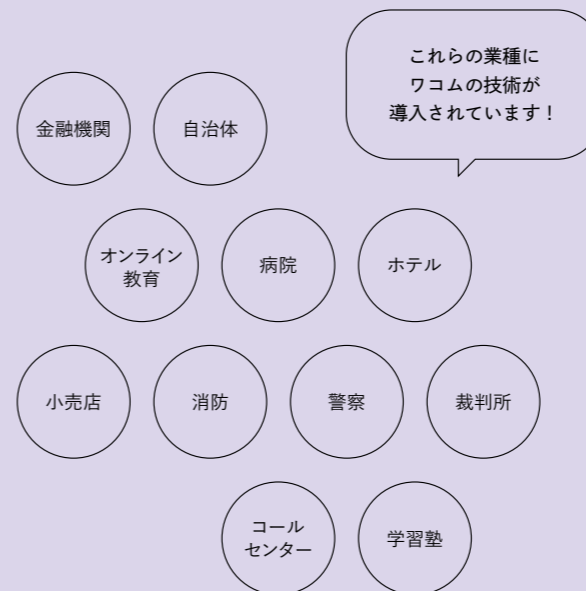 これらの業種に
ワコムの技術が
導入されています！
金融機関
自治体
オンライン
教育
病院
ホテル
小売店
消防
警察
裁判所
コール
センター
学習塾